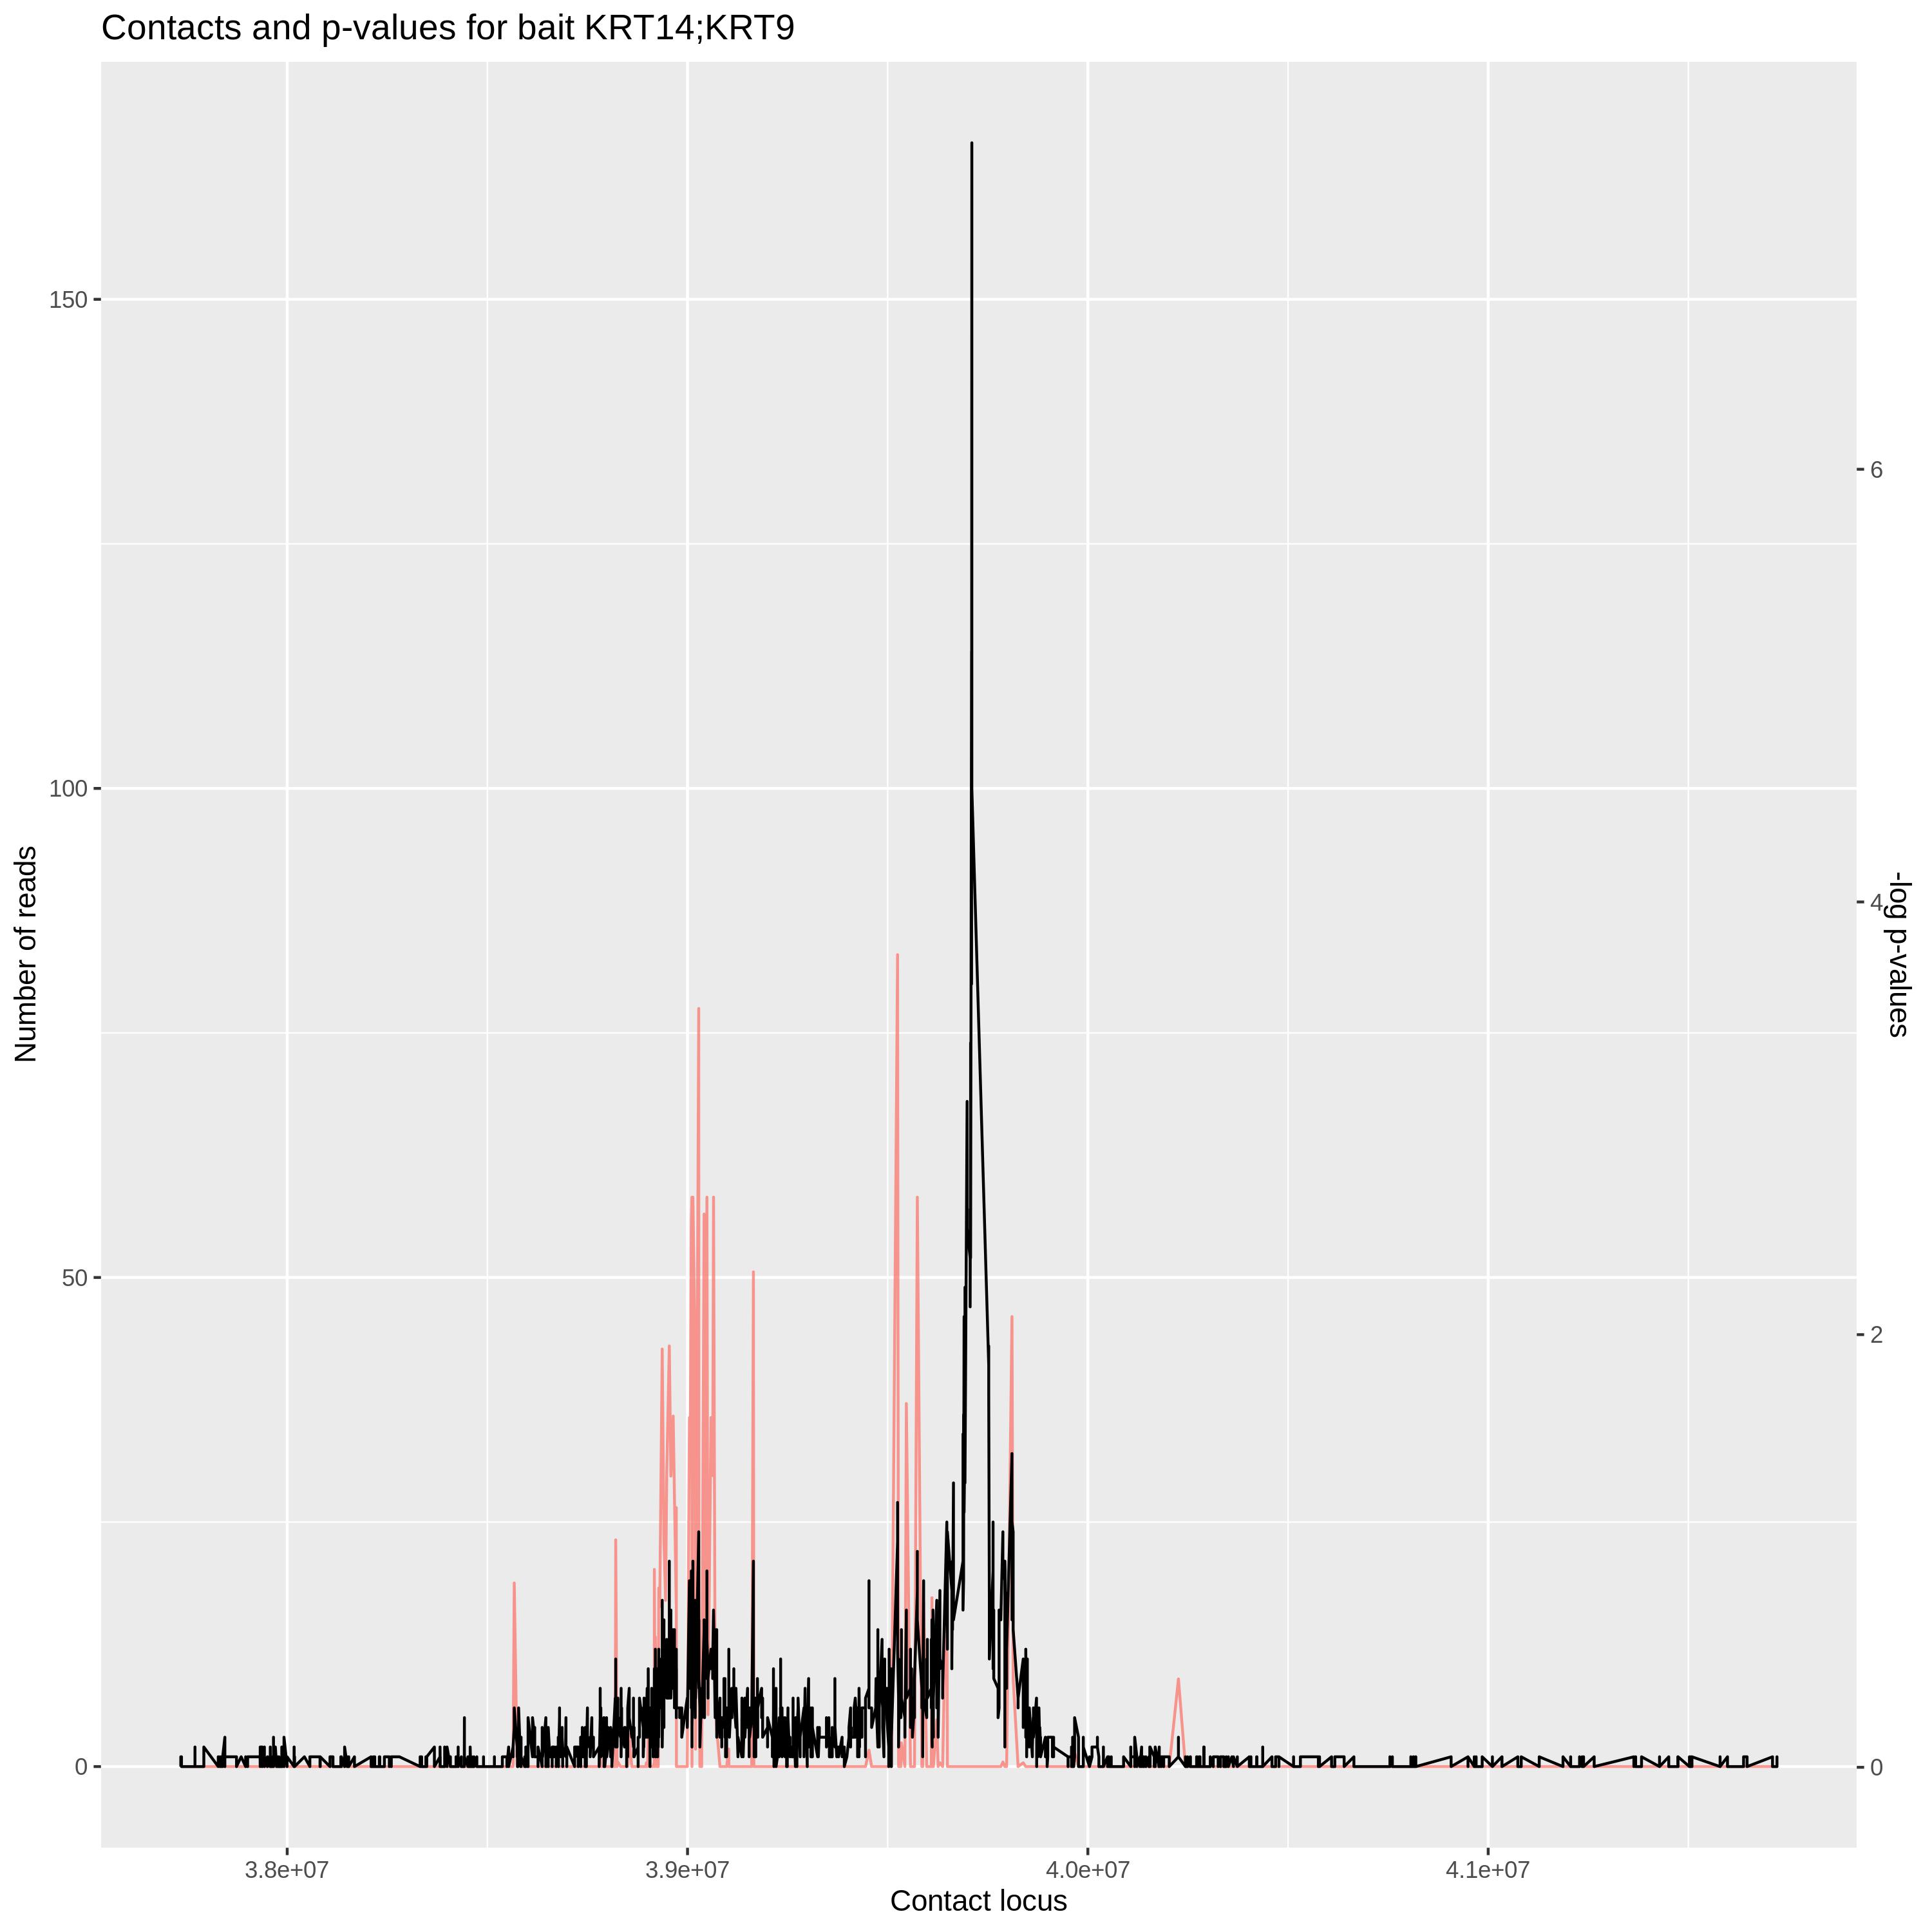 Contacts and p-values for bait KRT14;KRT9
150
100
50
0
Number of reads
6
4
2
0
-log p-values
3.8e+07
3.9e+07
4.0e+07
4.1e+07
Contact locus